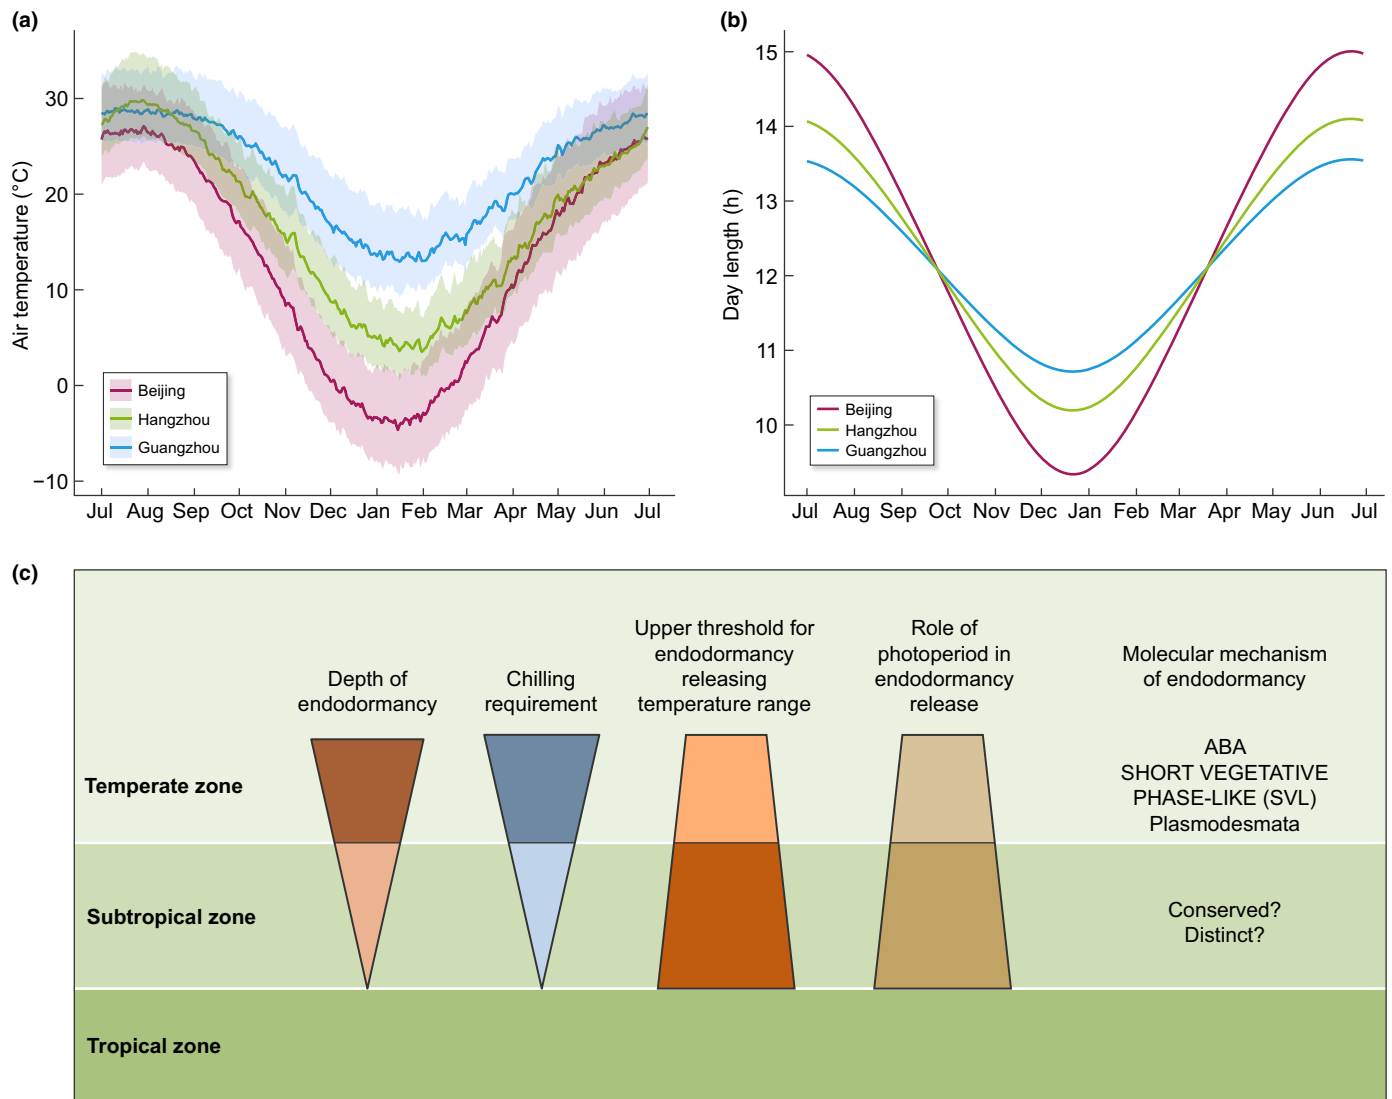 (a)
Air temperature (°C)
30
20
10
0
−10
Beijing
Hangzhou
Guangzhou
Jul Aug Sep Oct Nov Dec Jan Feb Mar Apr May Jun Jul
(b)
Day length (h)
15
14
13
12
11
10
Beijing
Hangzhou
Guangzhou
Jul Aug Sep Oct Nov Dec Jan Feb Mar Apr May Jun Jul
(c)
Depth of
endodormancy
Chilling
requirement
Upper threshold for
endodormancy
releasing
temperature range
Role of
photoperiod in
endodormancy
release
Molecular mechanism
of endodormancy
Temperate zone
ABA
SHORT VEGETATIVE
PHASE-LIKE (SVL)
Plasmodesmata
Subtropical zone
Conserved?
Distinct?
Tropical zone